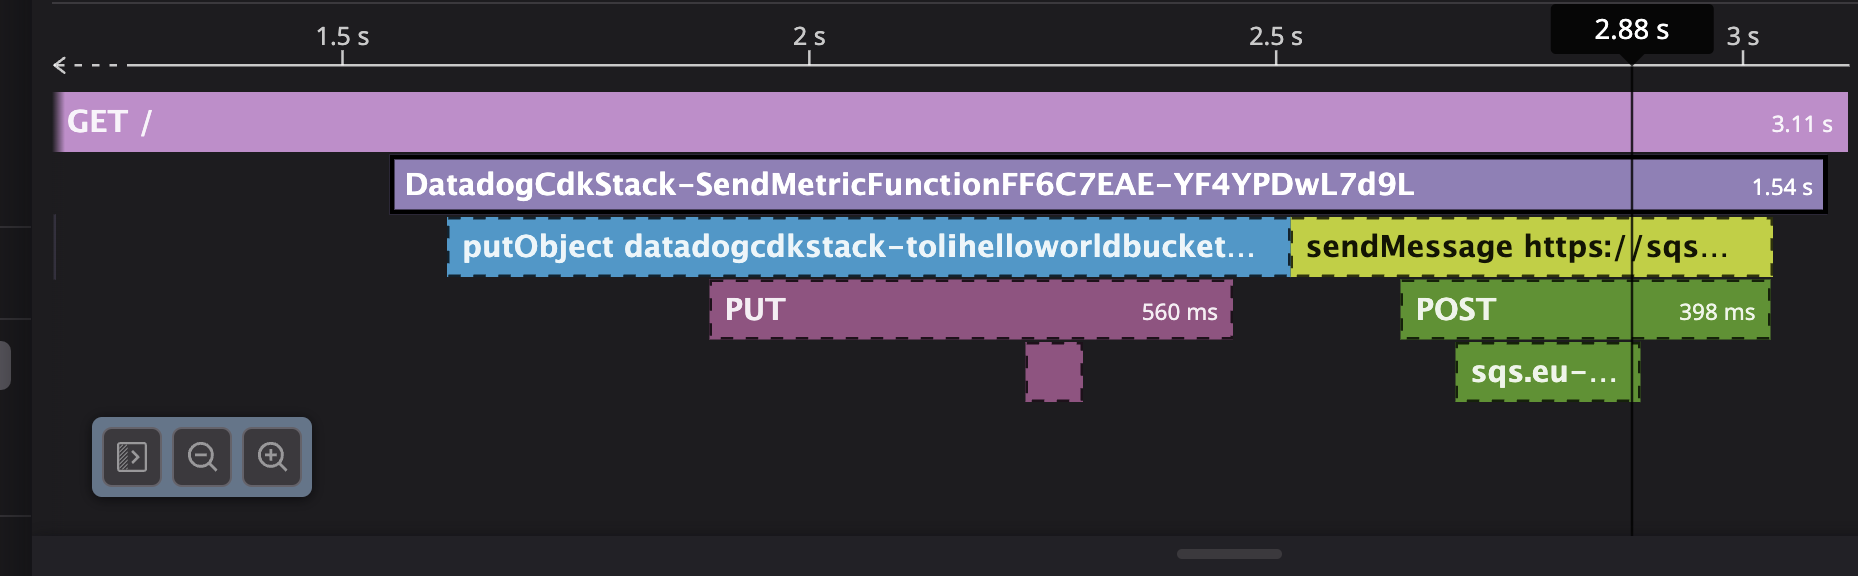 1.5 s
2 s
2.5 s
2.88 s
3 s
GET /
3.11 s
DatadogCdkStack-SendMetricFunctionFF6C7EAE-YF4YPDwL7d9L
1.54 s
putObject datadogcdkstack-tolihelloworldbucket...
sendMessage https://sqs...
PUT
560 ms
POST
398 ms
sqs.eu-...